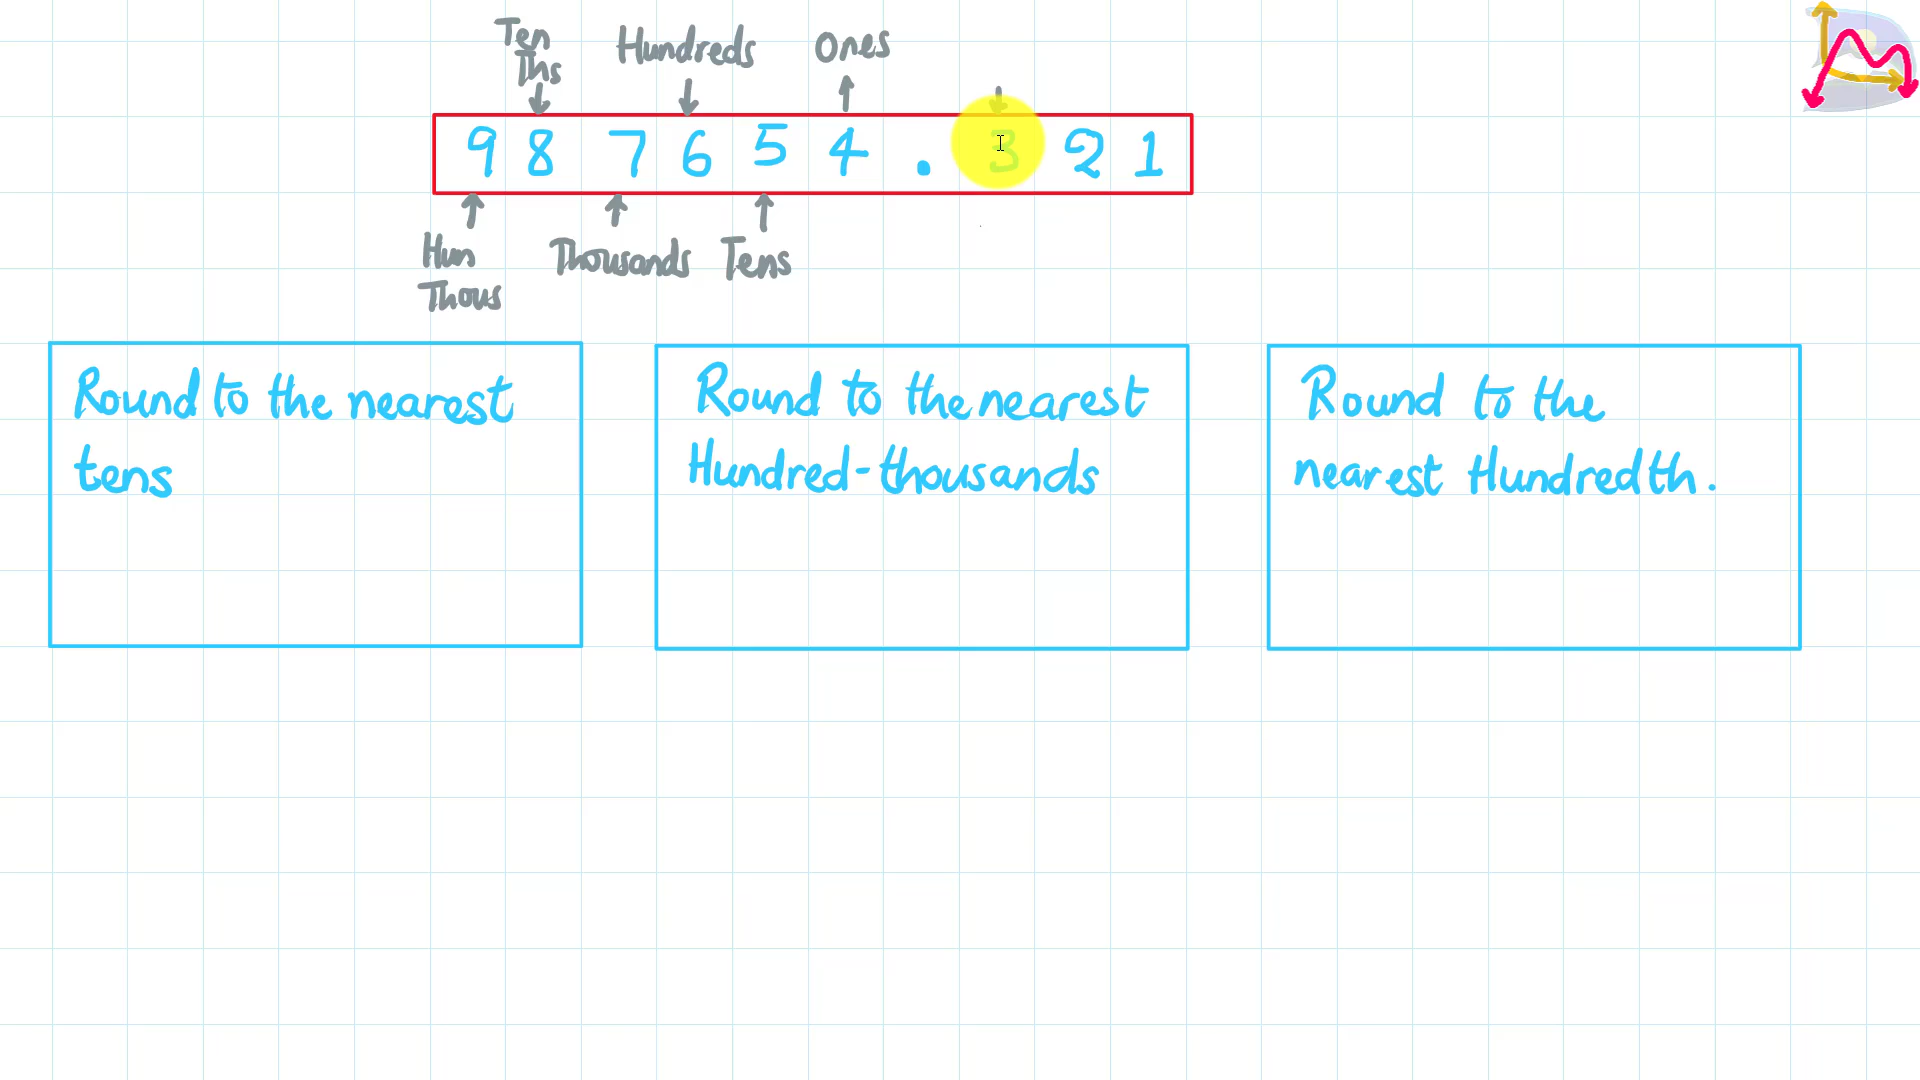 Ten
Ths
Hundreds
Ones
9 8 7 6 5 4 . 3 2 1
Hun
Thous
Thousands
Tens
Round to the nearest
tens
Round to the nearest
Hundred-thousands
Round to the
nearest Hundredth.